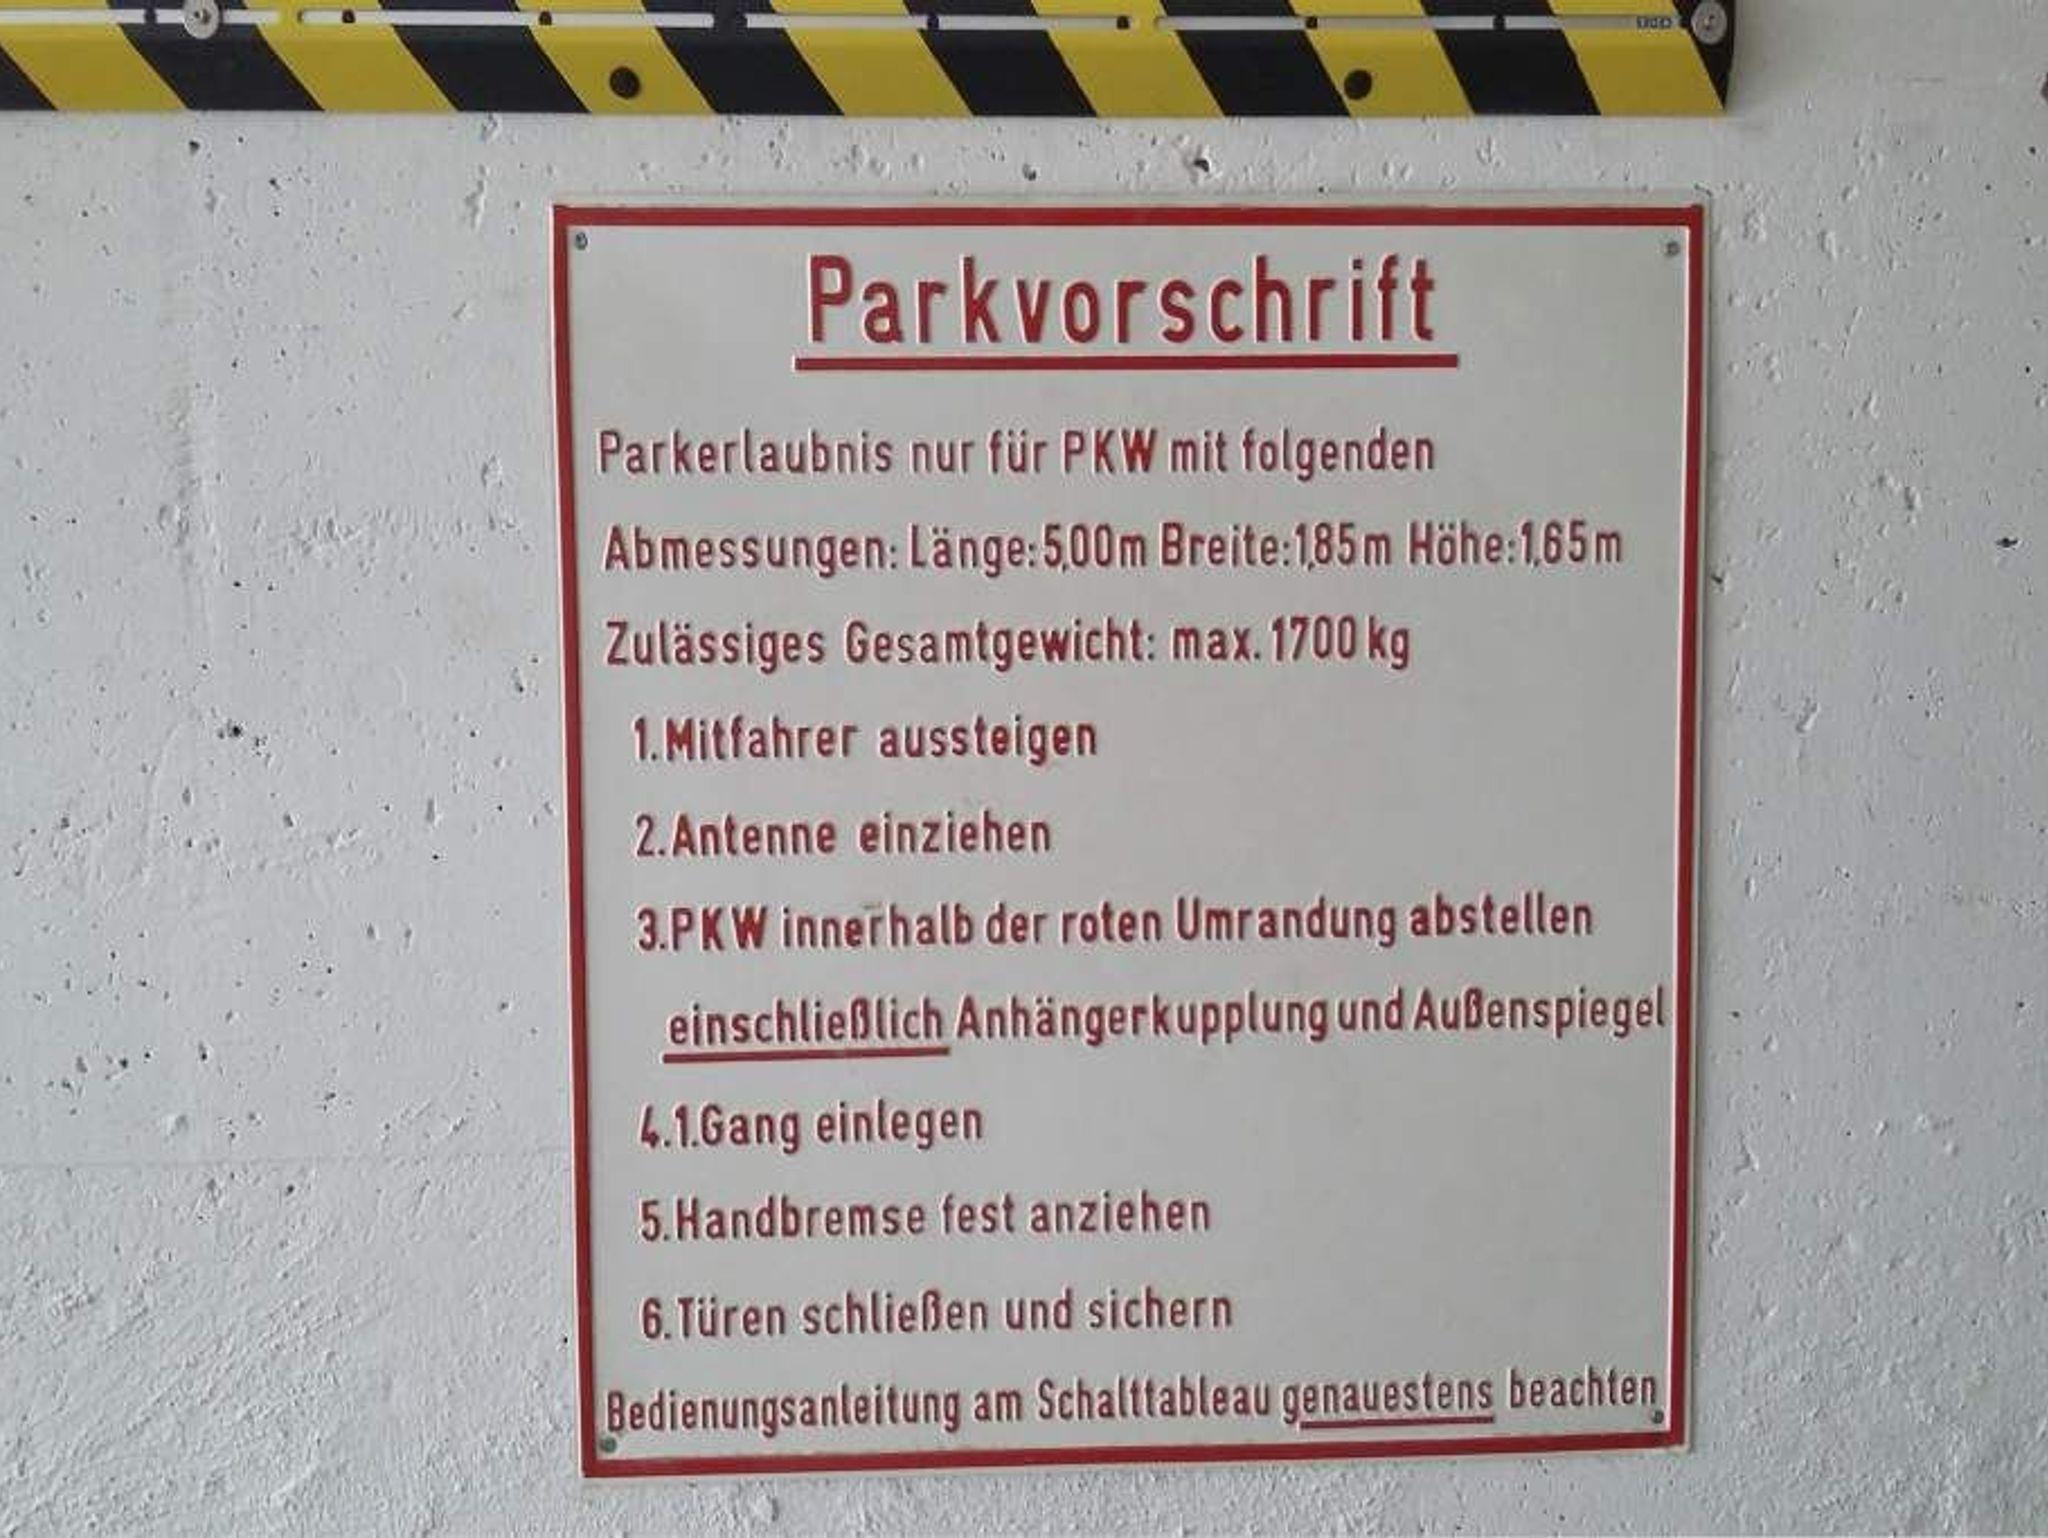 Parkvorschrift
Parkerlaubnis nur für PKW mit folgenden
Abmessungen: Länge: 5,00m Breite: 1,85m Höhe: 1,65m
Zulässiges Gesamtgewicht: max. 1700 kg
1. Mitfahrer aussteigen
2. Antenne einziehen
3. PKW innerhalb der roten Umrandung abstellen
einschließlich Anhängerkupplung und Außenspiegel
4. 1. Gang einlegen
5. Handbremse fest anziehen
6. Türen schließen und sichern
Bedienungsanleitung am Schalttableau genauestens beachten